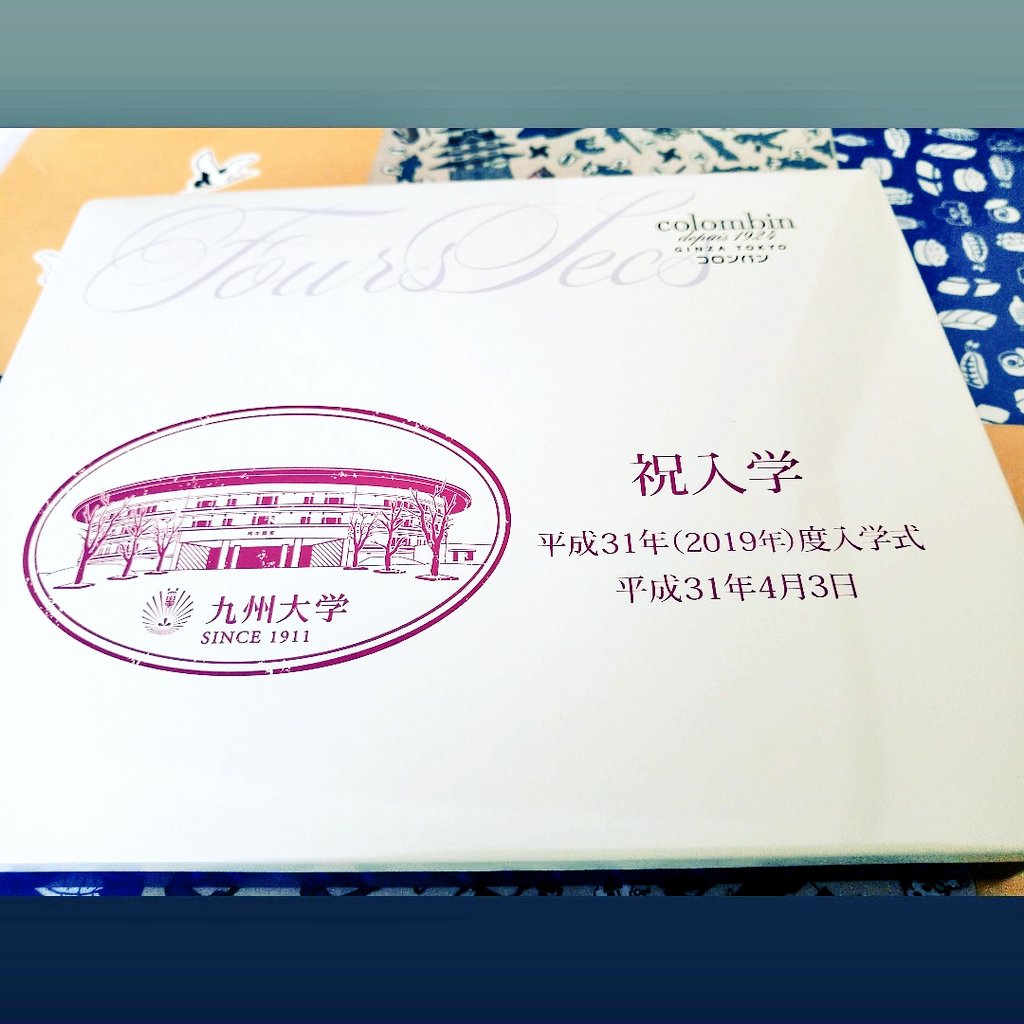 Fours Secs
colombin
depuis 1924
GINZA TOKYO
コロンバン
祝入学
平成31年(2019年)度入学式
平成31年4月3日
九州大学
SINCE 1911